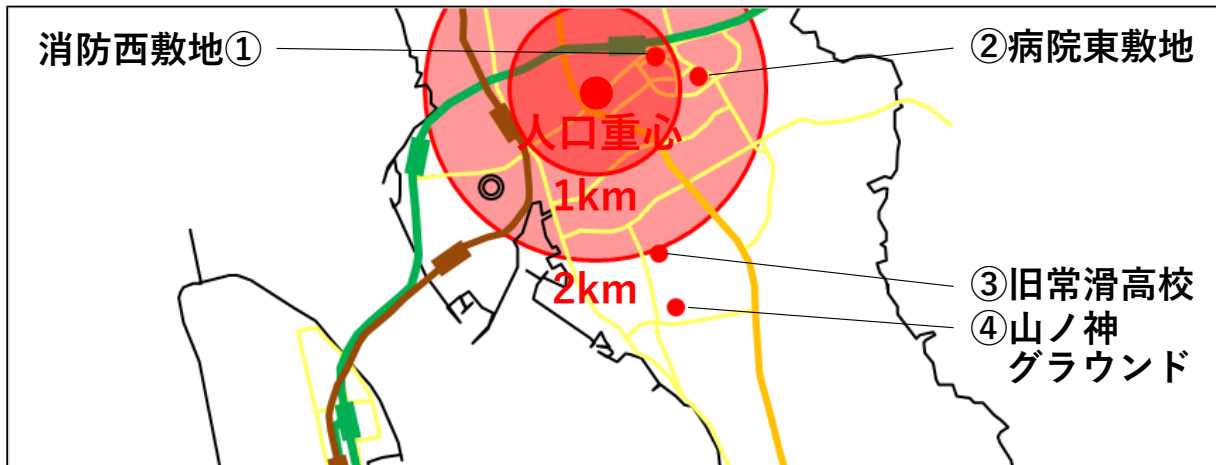 消防西敷地①
②病院東敷地
人口重心
1km
2km
③旧常滑高校
④山ノ神
グラウンド